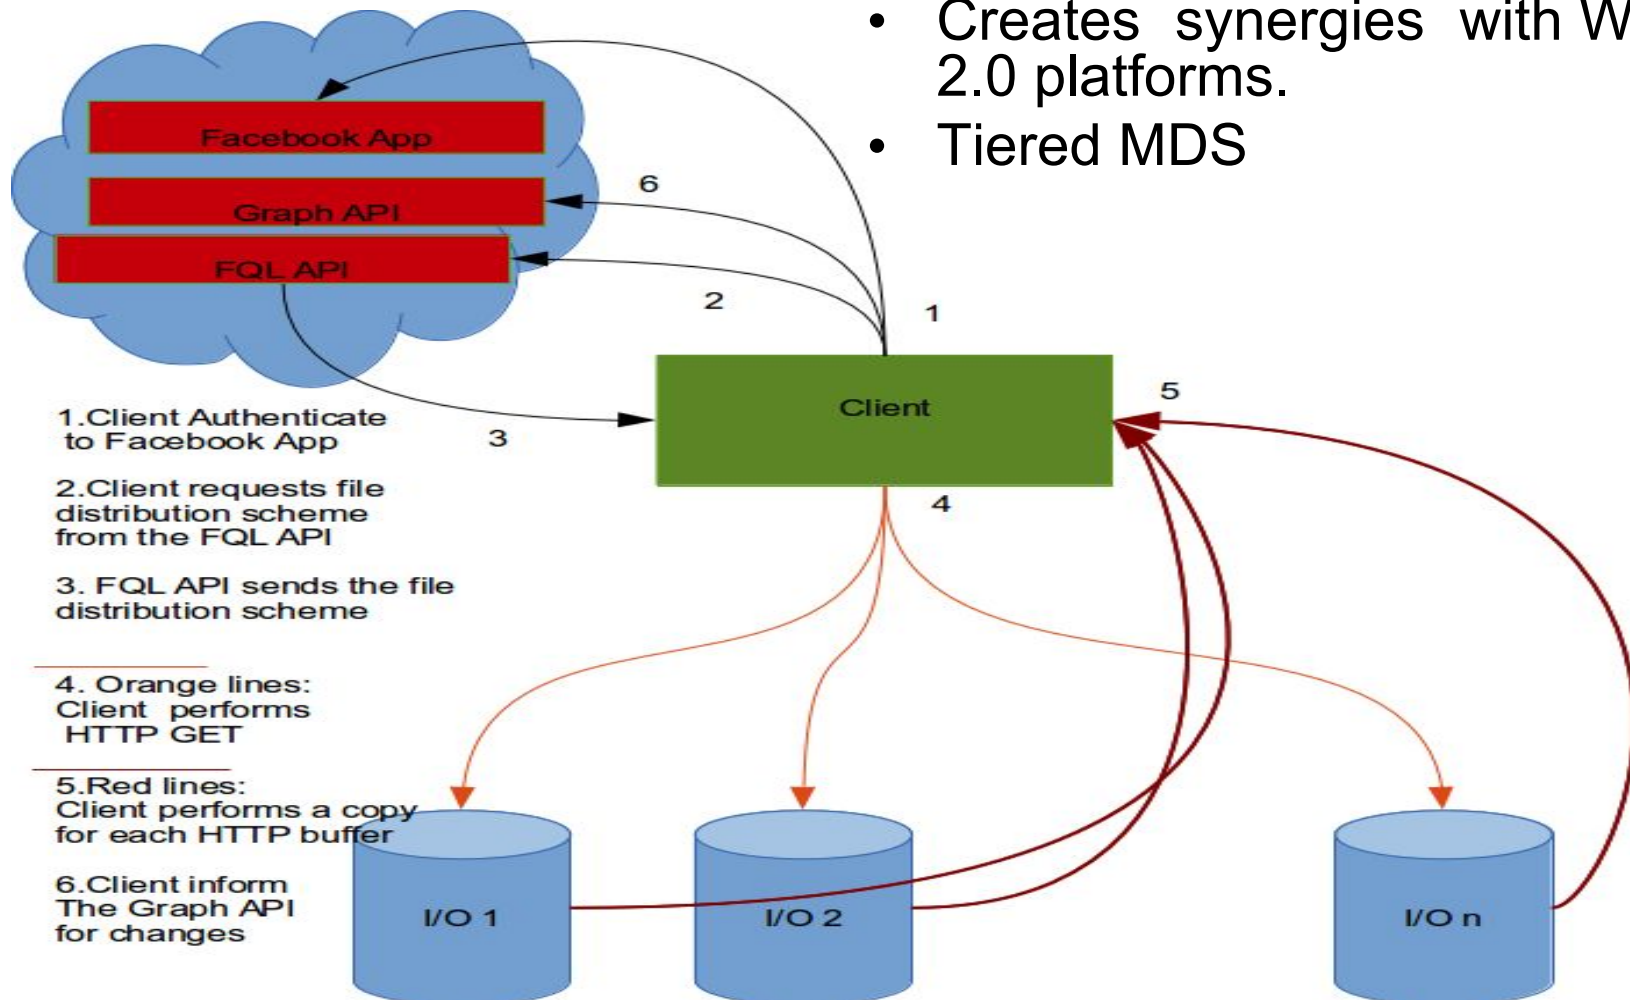 • Creates synergies with W
2.0 platforms.
• Tiered MDS
Facebook App
Graph API
FQL API
6
2
1
3
Client
5
4
1.Client Authenticate
to Facebook App
2.Client requests file
distribution scheme
from the FQL API
3. FQL API sends the file
distribution scheme
4. Orange lines:
Client performs
HTTP GET
5.Red lines:
Client performs a copy
for each HTTP buffer
6.Client inform
The Graph API
for changes
I/O 1
I/O 2
I/O n